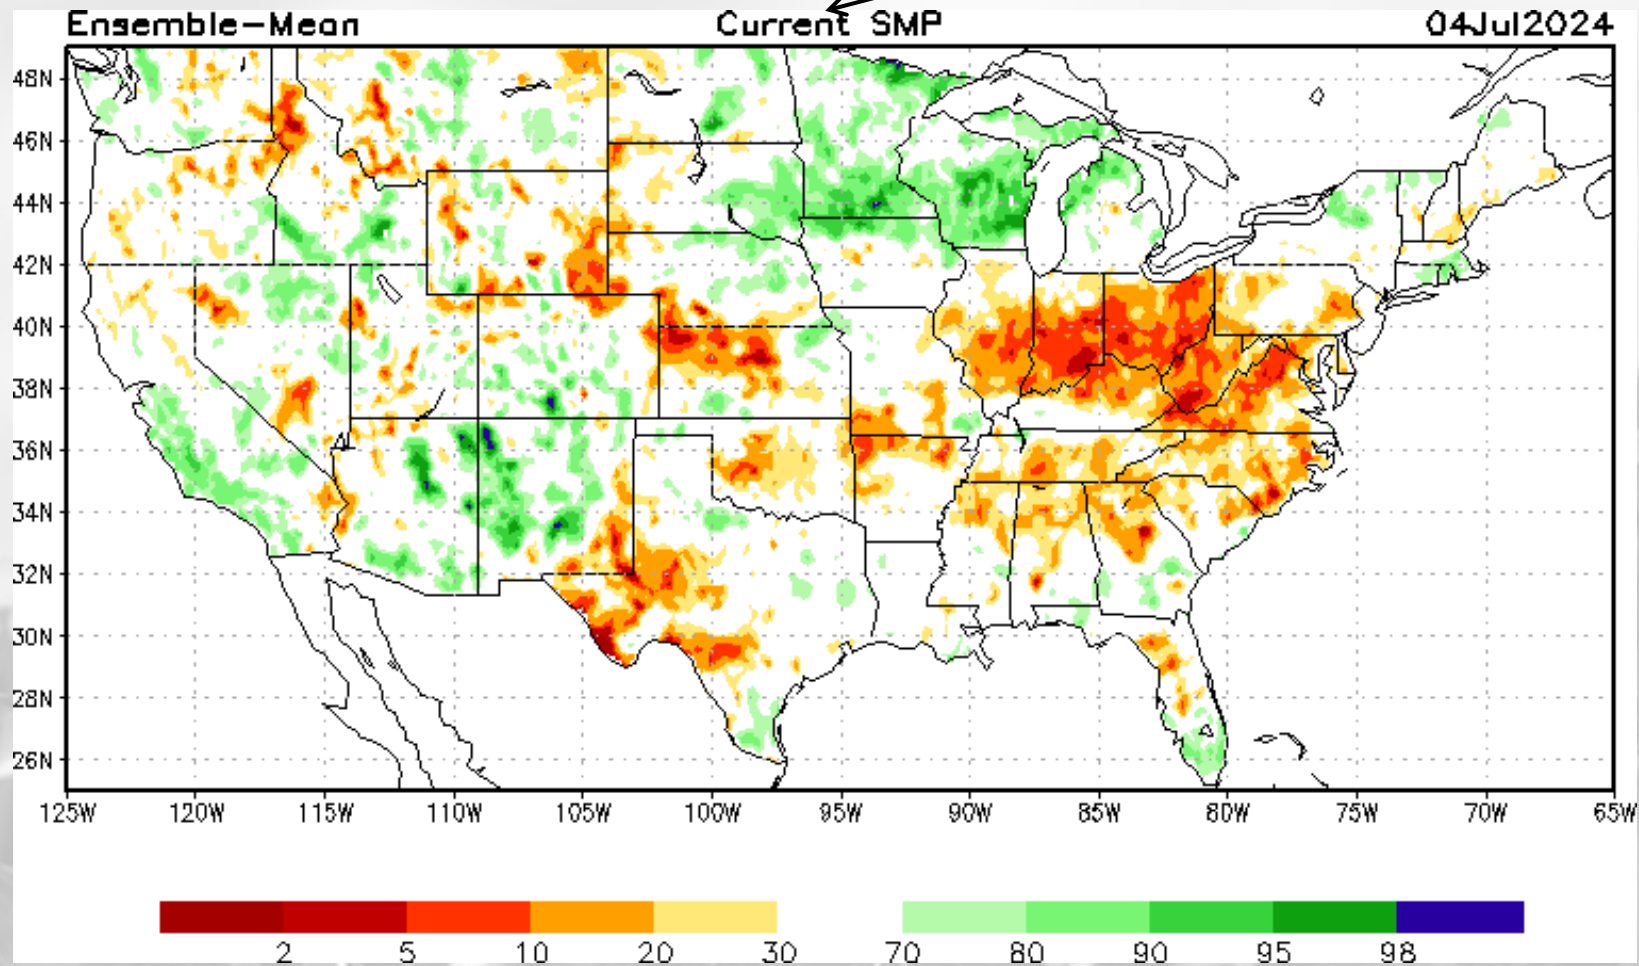 Ensemble-Mean Current SMP 04Jul2024
48N
46N
44N
42N
40N
38N
36N
34N
32N
30N
28N
26N
125W 120W 115W 110W 105W 100W 95W 90W 85W 80W 75W 70W 65W
2 5 10 20 30 70 80 90 95 98